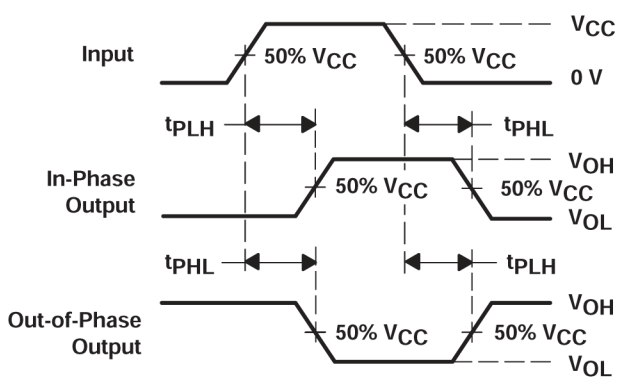 VCC
Input
50% VCC
50% VCC
0 V
tPLH
tPHL
VOH
In-Phase
Output
50% VCC
50% VCC
VOL
tPHL
tPLH
VOH
Out-of-Phase
Output
50% VCC
50% VCC
VOL